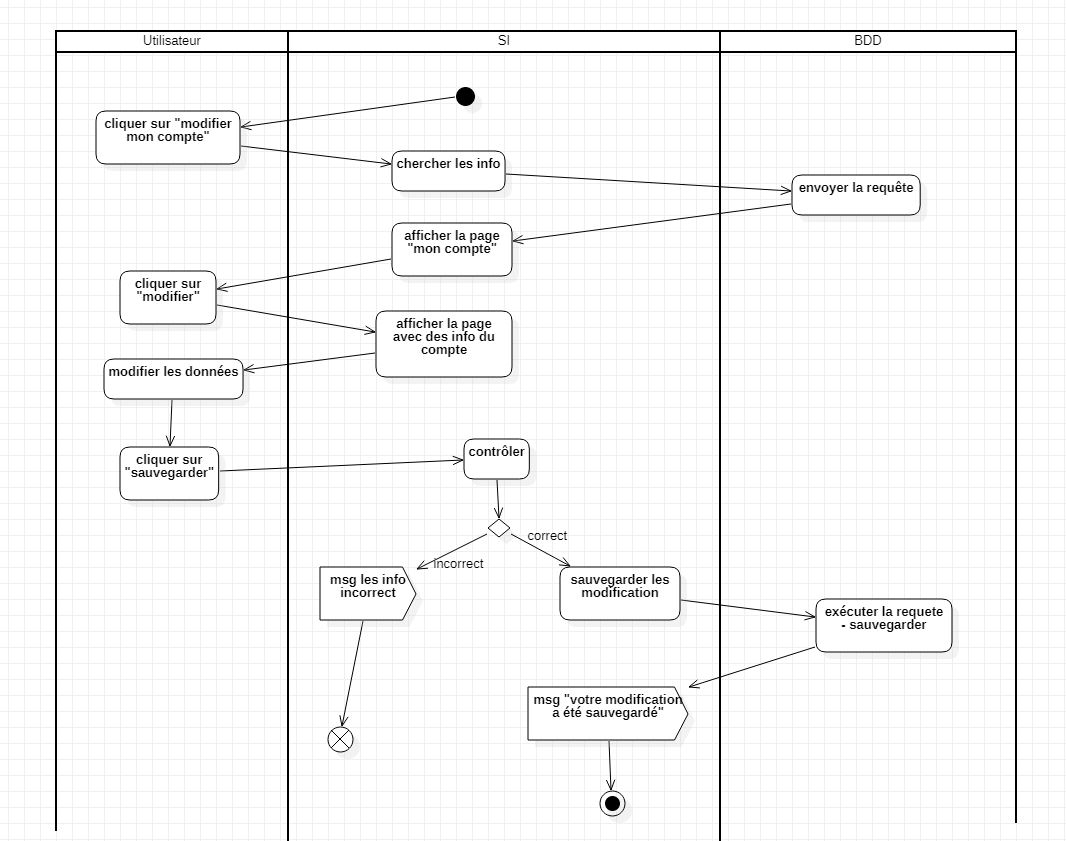 Utilisateur
SI
BDD
cliquer sur "modifier
mon compte"
chercher les info
envoyer la requête
afficher la page
"mon compte"
cliquer sur
"modifier"
afficher la page
avec des info du
compte
modifier les données
cliquer sur
"sauvegarder"
contrôler
correct
incorrect
msg les info
incorrect
sauvegarder les
modification
exécuter la requete
- sauvegarder
msg "votre modification
a été sauvegardé"